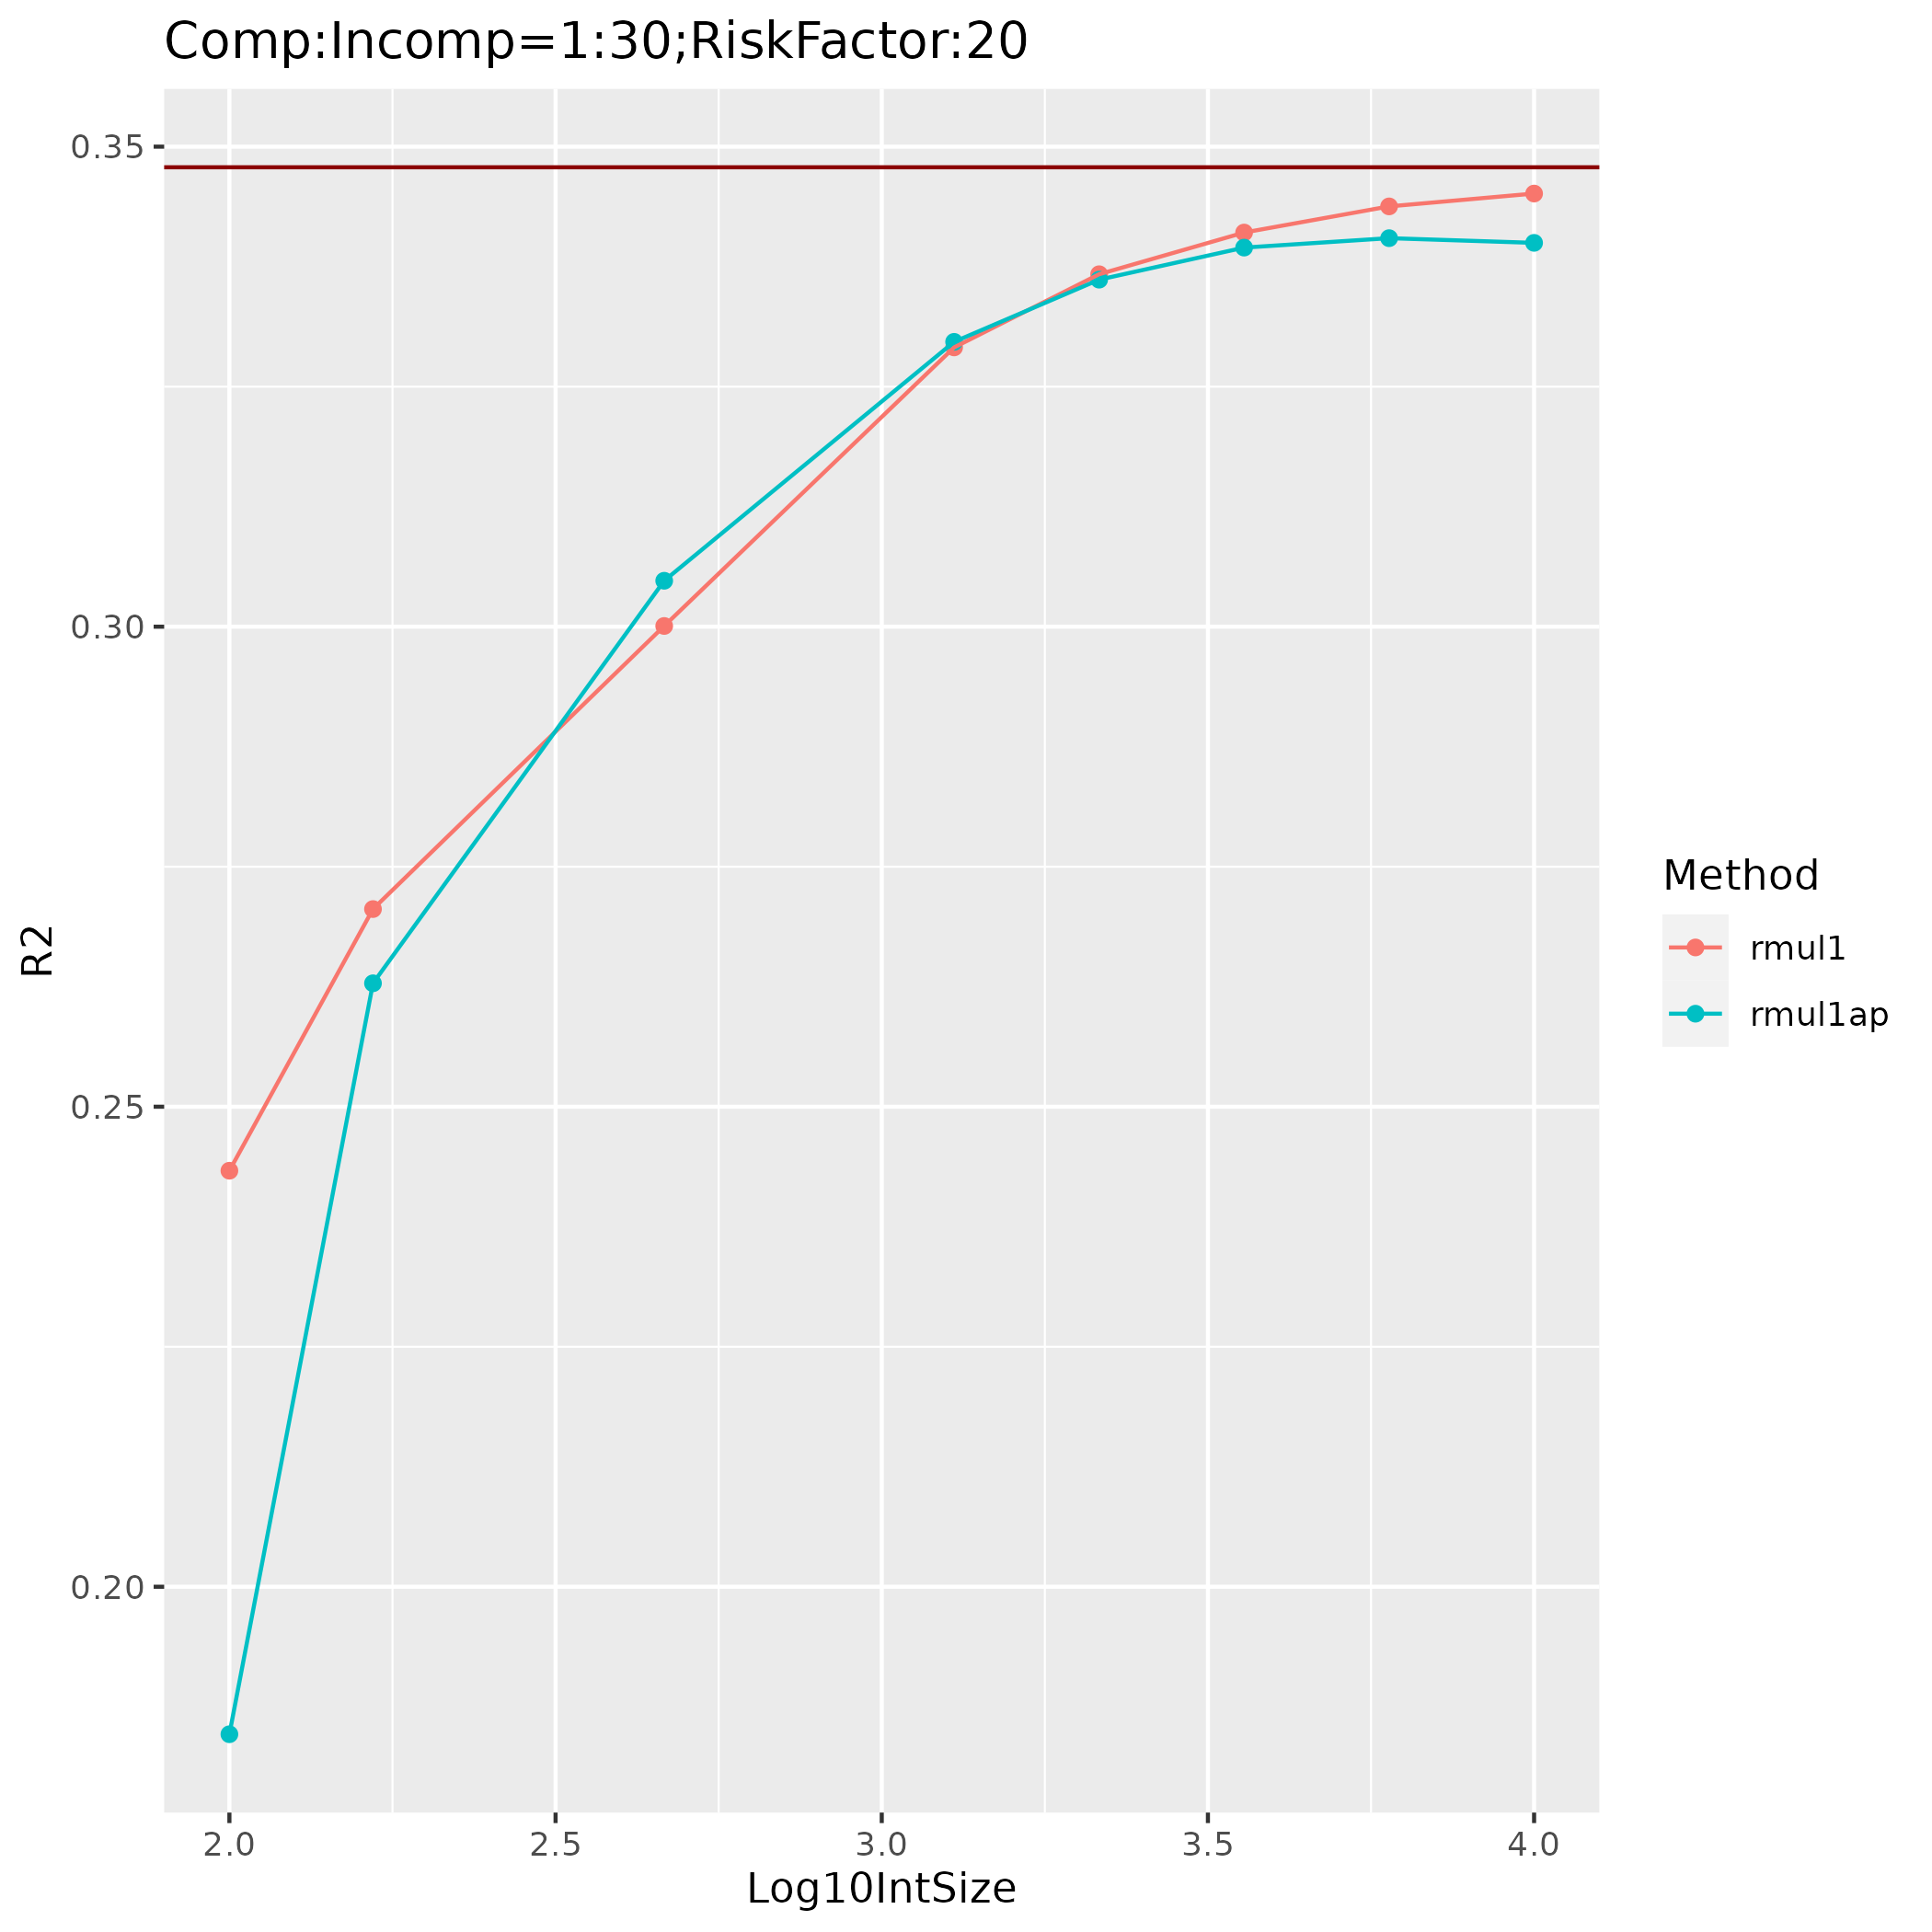 Comp:Incomp=1:30;RiskFactor:20
0.35
0.30
0.25
0.20
R2
2.0 2.5 3.0 3.5 4.0
Log10IntSize
Method
rmul1
rmul1ap